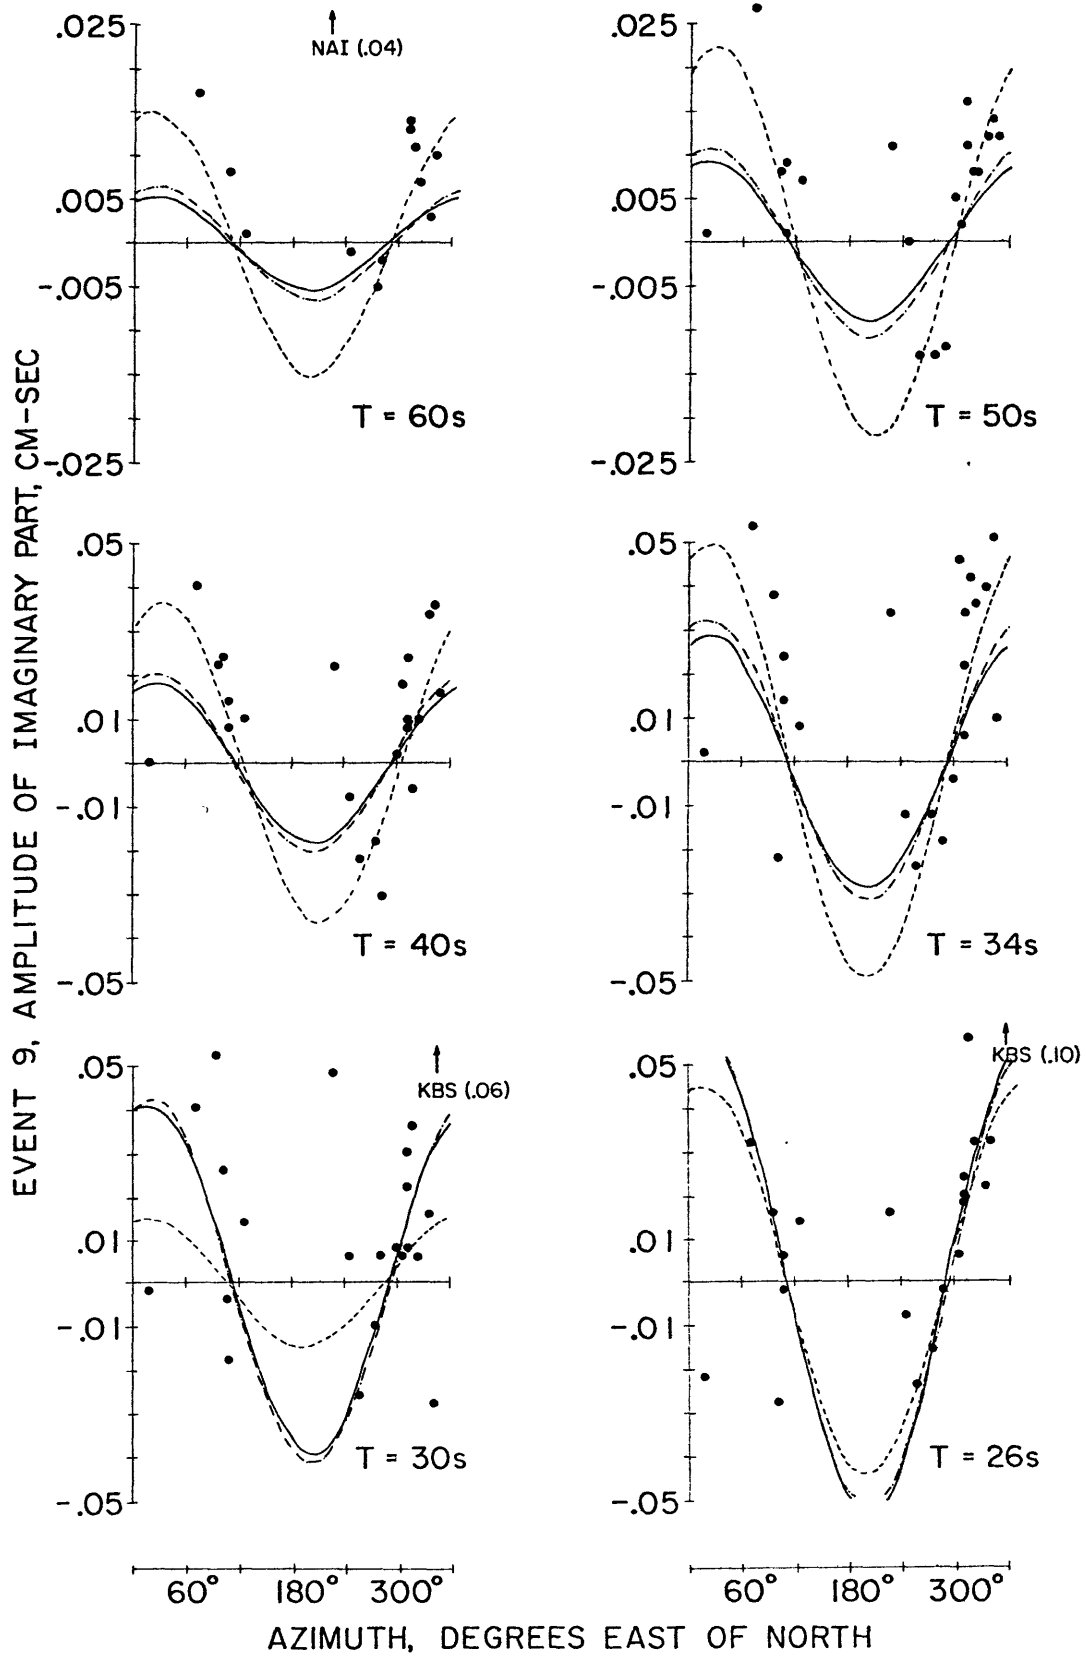 EVENT 9, AMPLITUDE OF IMAGINARY PART, CM-SEC
.025
.005
-.005
-.025
NAI (.04)
T = 60s
.025
.005
-.005
-.025
T = 50s
.05
.01
-.01
-.05
T = 40s
.05
.01
-.01
-.05
T = 34s
.05
.01
-.01
-.05
KBS (.06)
T = 30s
.05
.01
-.01
-.05
KBS (.10)
T = 26s
60° 180° 300°
60° 180° 300°
AZIMUTH, DEGREES EAST OF NORTH